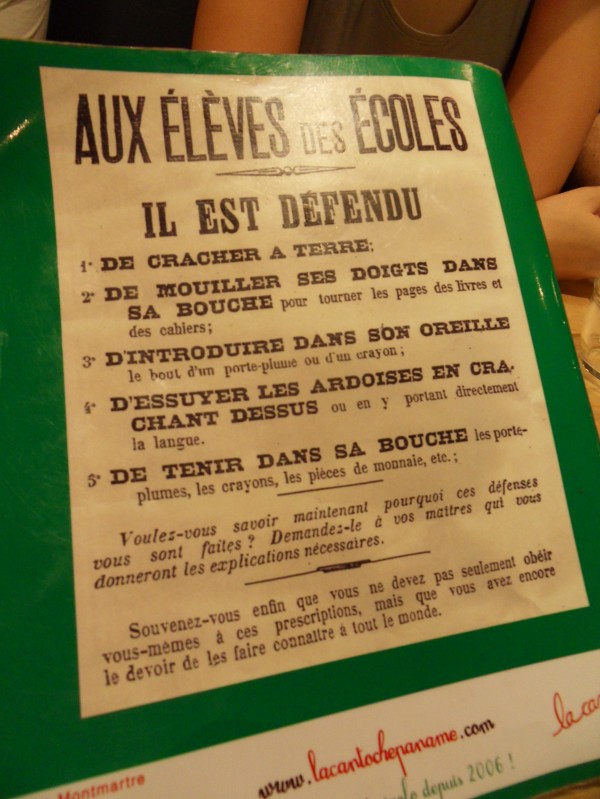 AUX ÉLÈVES DES ÉCOLES
IL EST DÉFENDU
1° DE CRACHER A TERRE;
2° DE MOUILLER SES DOIGTS DANS
SA BOUCHE pour tourner les pages des livres et
des cahiers;
3° D'INTRODUIRE DANS SON OREILLE
le bout d'un porte-plume ou d'un crayon;
4° D'ESSUYER LES ARDOISES EN CRA-
CHANT DESSUS ou en y portant directement
la langue.
5° DE TENIR DANS SA BOUCHE les porte-
plumes, les crayons, les pièces de monnaie, etc.;
Voulez-vous savoir maintenant pourquoi ces défenses
vous sont faites? Demandez-le à vos maîtres qui vous
donneront les explications nécessaires.
Souvenez-vous enfin que vous ne devez pas seulement obéir
vous-mêmes à ces prescriptions, mais que vous avez encore
le devoir de les faire connaître à tout le monde.
Montmartre
www.lacantochepaname.com
depuis 2006 !